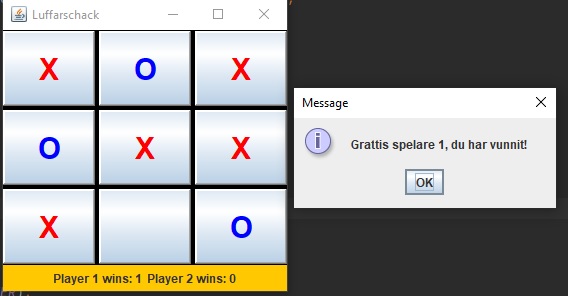 Luffarschack
X O X
O X X
X O
Player 1 wins: 1 Player 2 wins: 0
Message
Grattis spelare 1, du har vunnit!
OK